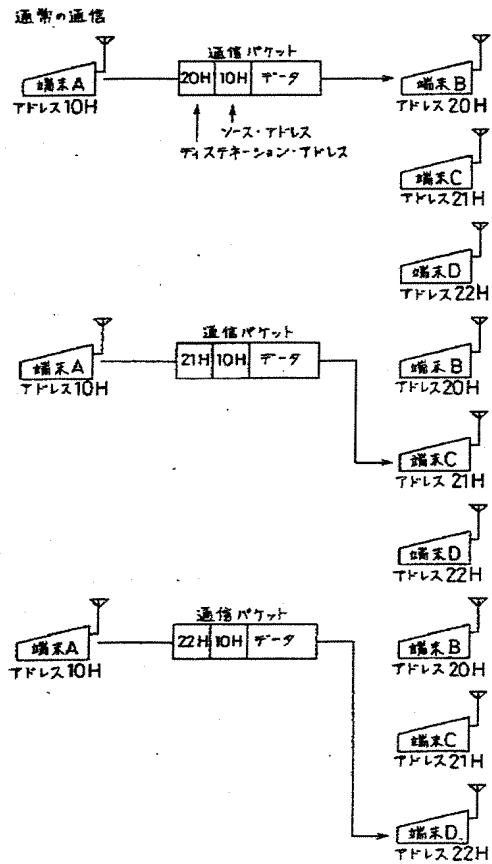 通常の通信
通信パケット
端末A
20H 10H データ
端末B
アドレス10H
アドレス20H
ソース・アドレス
ディステネーション・アドレス
端末C
アドレス21H
端末D
アドレス22H
通信パケット
端末A
21H 10H データ
端末B
アドレス10H
アドレス20H
端末C
アドレス21H
端末D
アドレス22H
通信パケット
端末A
22H 10H データ
端末B
アドレス10H
アドレス20H
端末C
アドレス21H
端末D
アドレス22H